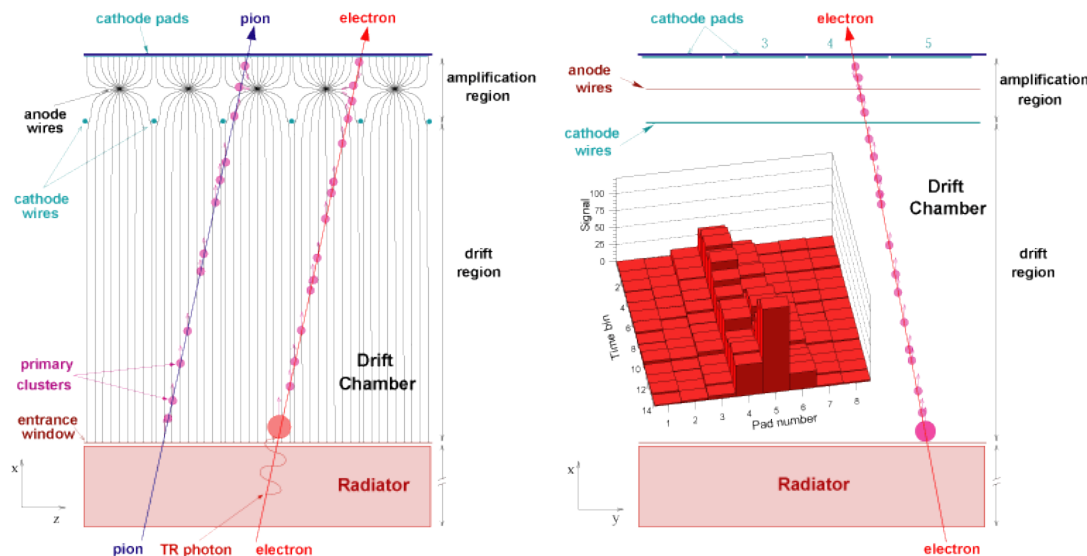 cathode pads
pion
electron
amplification
region
anode
wires
cathode
wires
drift
region
primary
clusters
Drift
Chamber
entrance
window
Radiator
x
z
pion
TR photon
electron
cathode pads
electron
3
4
5
anode
wires
amplification
region
cathode
wires
Drift
Chamber
drift
region
Signal
100
75
50
25
0
Time bin
2
4
6
8
10
12
14
1
2
3
4
5
6
7
8
Pad number
Radiator
x
y
electron